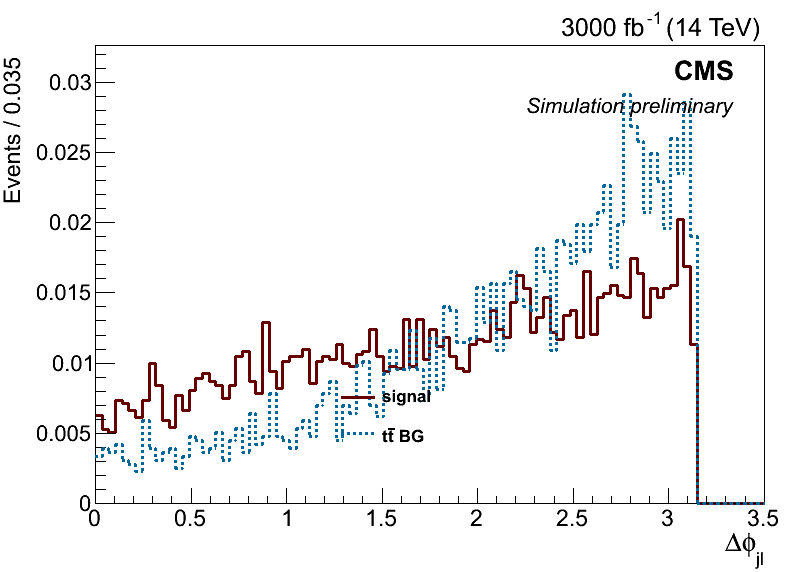 3000 fb⁻¹ (14 TeV)
CMS
Simulation preliminary
Events / 0.035
0.03
0.025
0.02
0.015
0.01
0.005
0
signal
tt̄ BG
0 0.5 1 1.5 2 2.5 3 3.5
Δϕjl